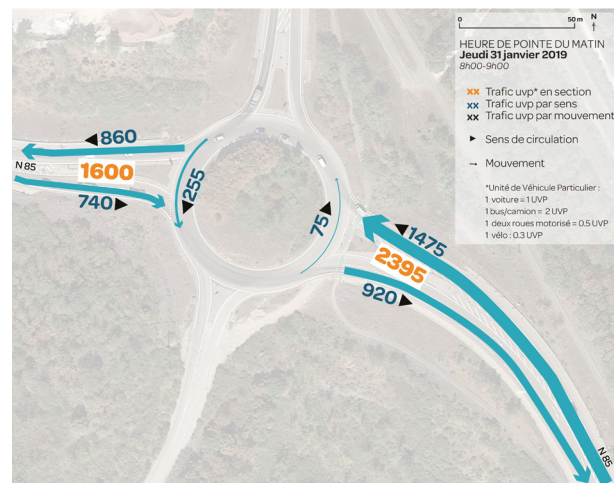 0
50 m
N
HEURE DE POINTE DU MATIN
Jeudi 31 janvier 2019
8h00-9h00
xx Trafic uvp* en section
xx Trafic uvp par sens
xx Trafic uvp par mouvement
Sens de circulation
Mouvement
*Unité de Véhicule Particulier :
1 voiture = 1 UVP
1 bus/camion = 2 UVP
1 deux roues motorisé = 0.5 UVP
1 vélo : 0.3 UVP
860
N 85
1600
740
255
75
1475
2395
920
N 85